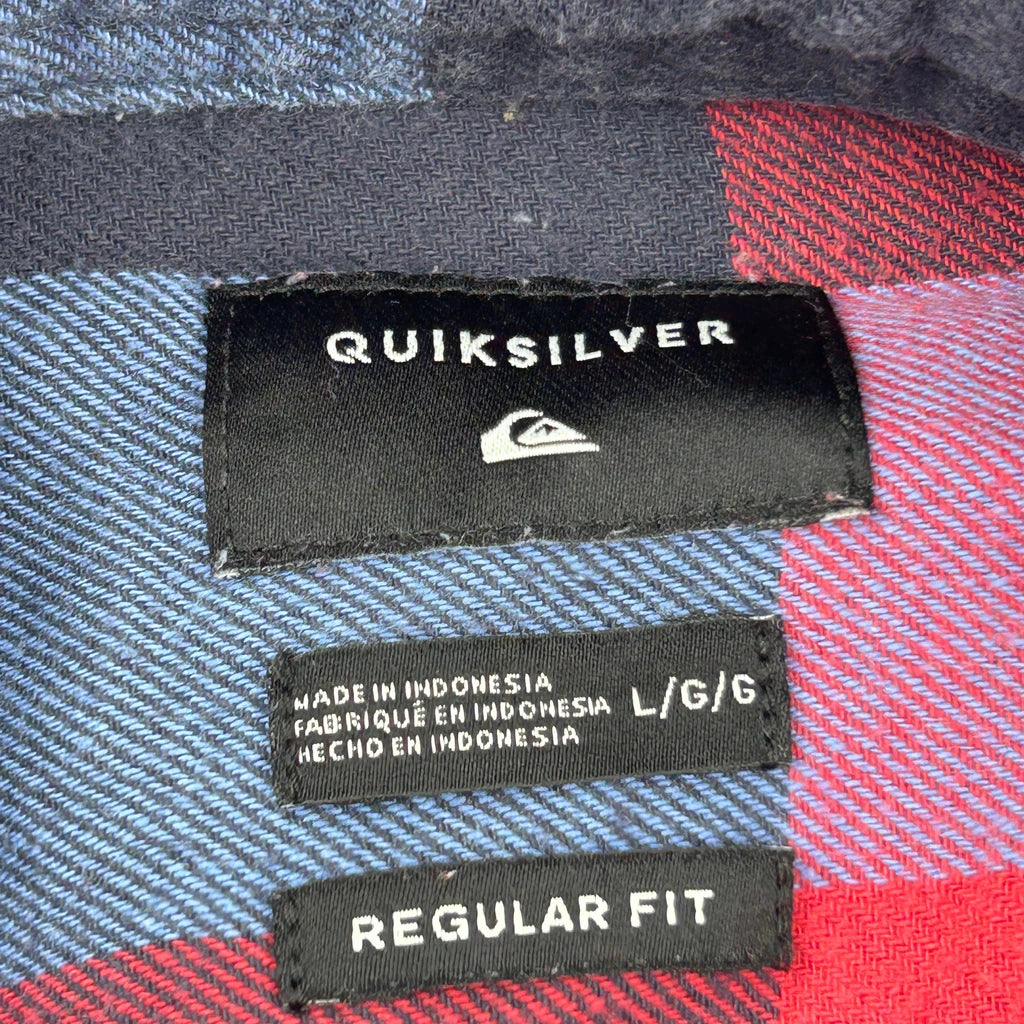 QUIKSILVER
MADE IN INDONESIA
FABRIQUÉ EN INDONESIA
HECHO EN INDONESIA
L/G/G
REGULAR FIT